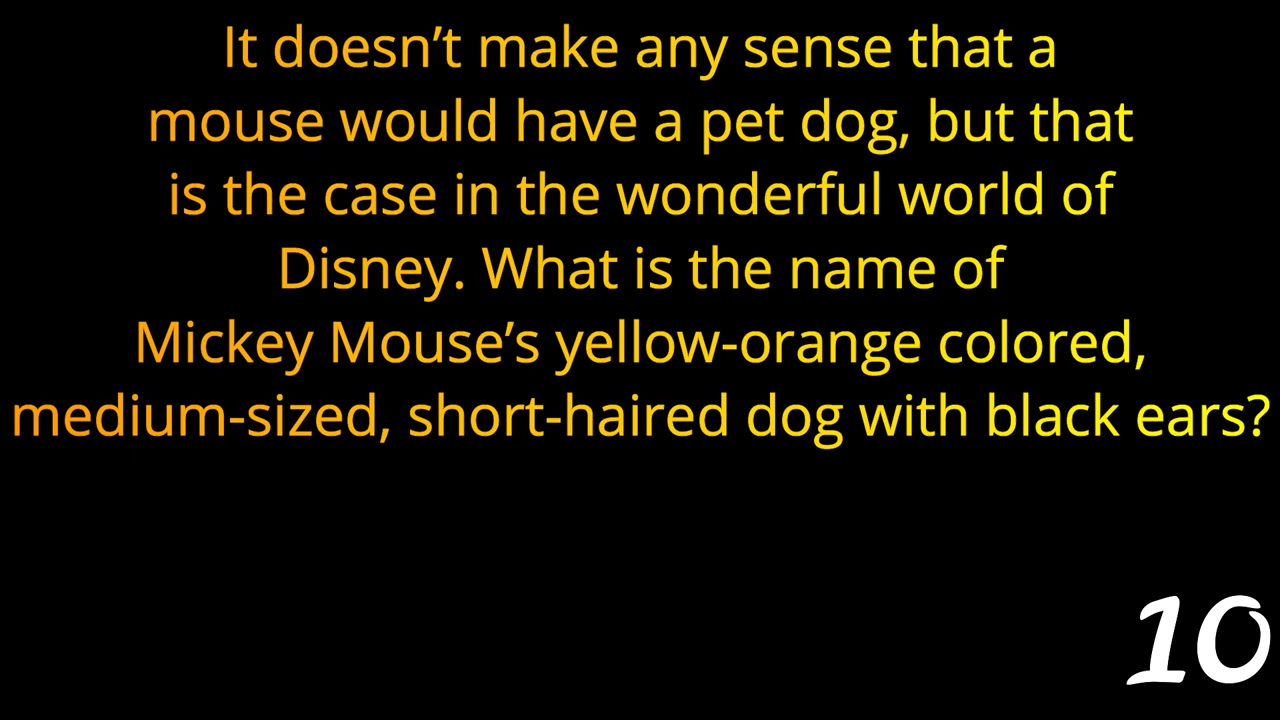 It doesn’t make any sense that a
mouse would have a pet dog, but that
is the case in the wonderful world of
Disney. What is the name of
Mickey Mouse’s yellow-orange colored,
medium-sized, short-haired dog with black ears?
10